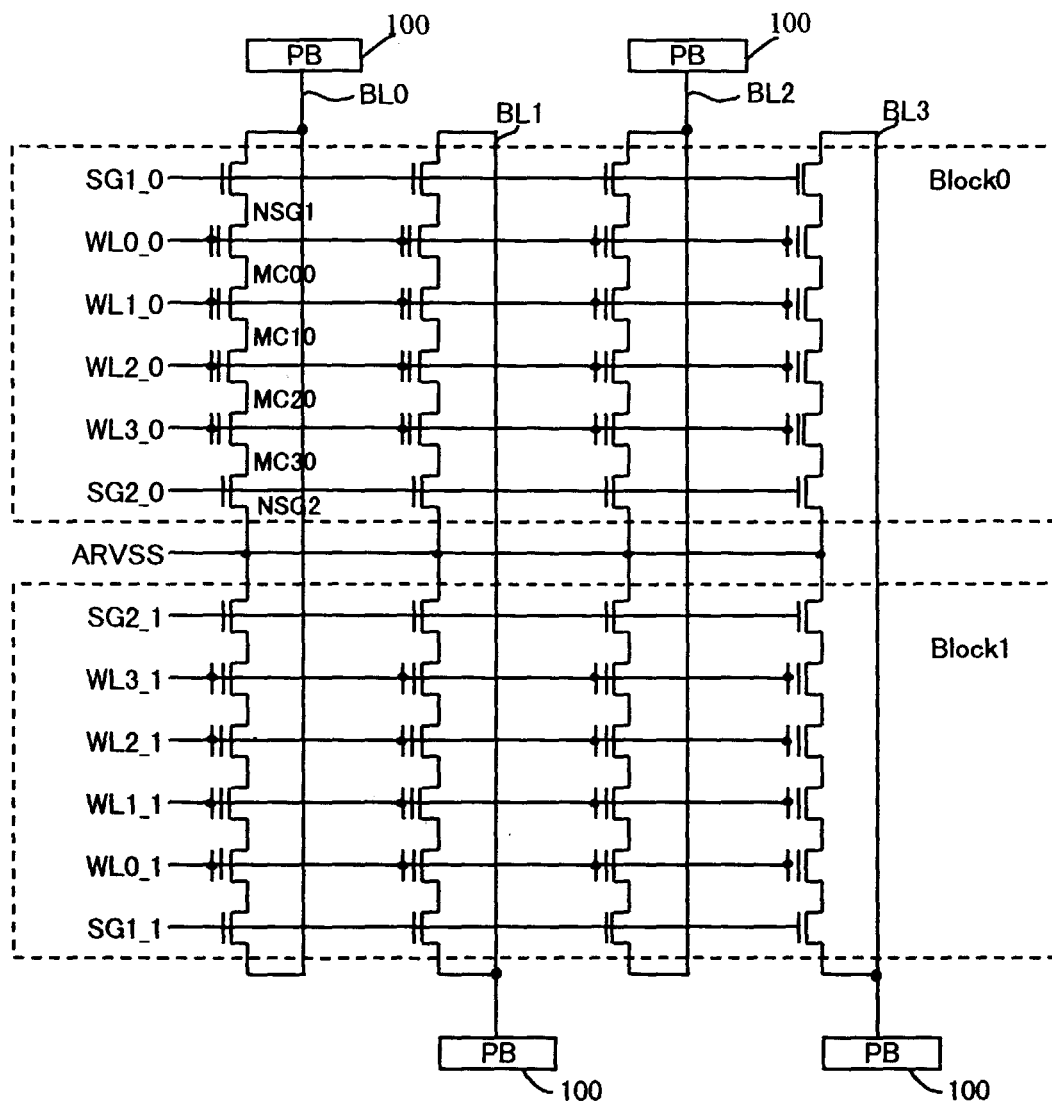 100
100
PB
PB
BL0
BL2
BL1
BL3
SG1_0
Block0
NSG1
WL0_0
MC00
WL1_0
MC10
WL2_0
MC20
WL3_0
MC30
SG2_0
NSG2
ARVSS
SG2_1
Block1
WL3_1
WL2_1
WL1_1
WL0_1
SG1_1
PB
PB
100
100